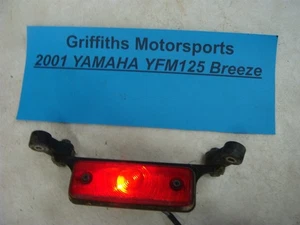 Griffiths Motorsports
2001 YAMAHA YFM125 Breeze